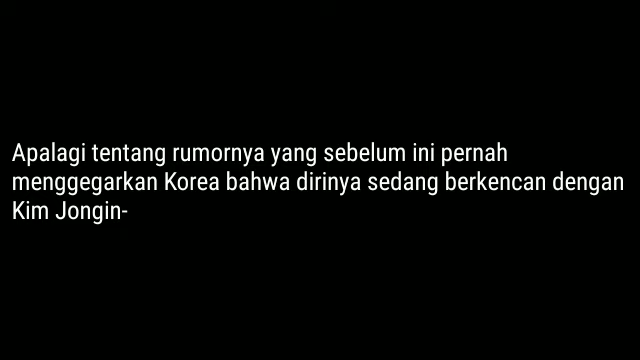 Apalagi tentang rumornya yang sebelum ini pernah
menggegarkan Korea bahwa dirinya sedang berkencan dengan
Kim Jongin-